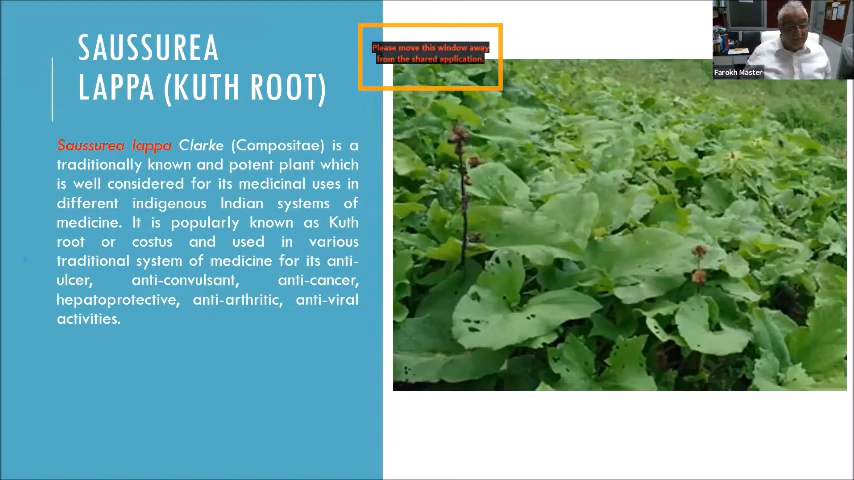 SAUSSUREA
LAPPA (KUTH ROOT)
Please move this window away
from the shared application.
Farokh Master
Saussurea lappa Clarke (Compositae) is a
traditionally known and potent plant which
is well considered for its medicinal uses in
different indigenous Indian systems of
medicine. It is popularly known as Kuth
root or costus and used in various
traditional system of medicine for its anti-
ulcer, anti-convulsant, anti-cancer,
hepatoprotective, anti-arthritic, anti-viral
activities.